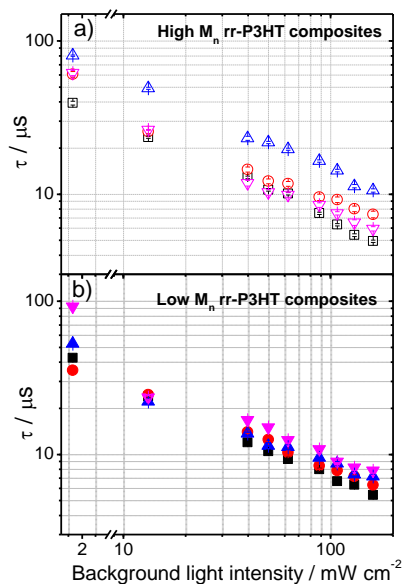 a)
High Mn rr-P3HT composites
100
10
τ / μs
b)
Low Mn rr-P3HT composites
100
10
τ / μs
2 10 100
Background light intensity / mW cm-2